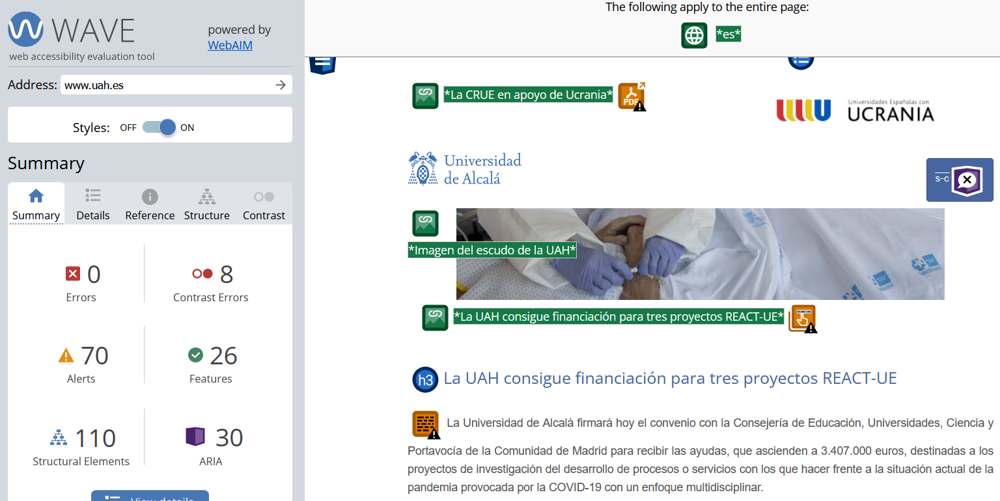 WAVE
powered by
WebAIM
web accessibility evaluation tool
Address: www.uah.es
Styles: OFF ON
Summary
Summary Details Reference Structure Contrast
0
Errors
8
Contrast Errors
70
Alerts
26
Features
110
Structural Elements
30
ARIA
View details
The following apply to the entire page:
*es*
*La CRUE en apoyo de Ucrania* PDF
Universidades Españolas con
UCRANIA
Universidad
de Alcalá
s-c
*Imagen del escudo de la UAH*
*La UAH consigue financiación para tres proyectos REACT-UE*
h3 La UAH consigue financiación para tres proyectos REACT-UE
La Universidad de Alcalá firmará hoy el convenio con la Consejería de Educación, Universidades, Ciencia y
Portavocía de la Comunidad de Madrid para recibir las ayudas, que ascienden a 3.407.000 euros, destinadas a los
proyectos de investigación del desarrollo de procesos o servicios con los que hacer frente a la situación actual de la
pandemia provocada por la COVID-19 con un enfoque multidisciplinar.